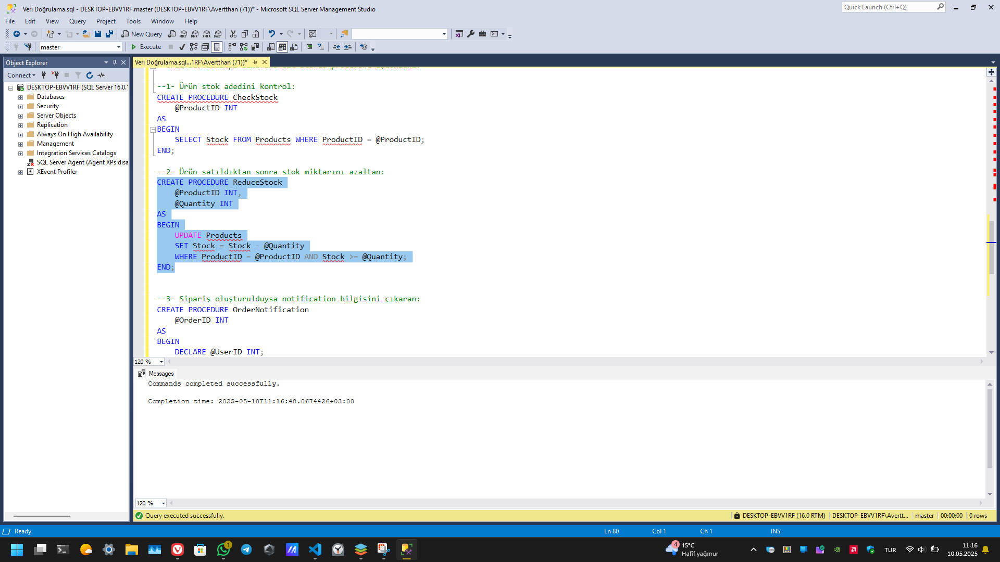 Veri Doğrulama.sql - DESKTOP-EBVV1RF.master (DESKTOP-EBVV1RF\Avertthan (71))* - Microsoft SQL Server Management Studio
Quick Launch (Ctrl+Q)
File Edit View Query Project Tools Window Help
New Query
MDX DMX XMLA DAX
master
Execute
Object Explorer
Veri Doğrulama.sql...1RF\Avertthan (71))*
Connect
DESKTOP-EBVV1RF (SQL Server 16.0.
Databases
Security
Server Objects
Replication
Always On High Availability
Management
Integration Services Catalogs
SQL Server Agent (Agent XPs disa
XEvent Profiler
--1- Ürün stok adedini kontrol:
CREATE PROCEDURE CheckStock
@ProductID INT
AS
BEGIN
SELECT Stock FROM Products WHERE ProductID = @ProductID;
END;
--2- Ürün satıldıktan sonra stok miktarını azaltan:
CREATE PROCEDURE ReduceStock
@ProductID INT,
@Quantity INT
AS
BEGIN
UPDATE Products
SET Stock = Stock - @Quantity
WHERE ProductID = @ProductID AND Stock >= @Quantity;
END;
--3- Sipariş oluşturulduysa notification bilgisini çıkaran:
CREATE PROCEDURE OrderNotification
@OrderID INT
AS
BEGIN
DECLARE @UserID INT;
120 %
Messages
Commands completed successfully.
Completion time: 2025-05-10T11:16:48.0674426+03:00
120 %
Query executed successfully.
DESKTOP-EBVV1RF (16.0 RTM) DESKTOP-EBVV1RF\Avertt... master 00:00:00 0 rows
Ready
Ln 80 Col 1 Ch 1 INS
1
4
15°C
Hafif yağmur
TUR
11:16
10.05.2025